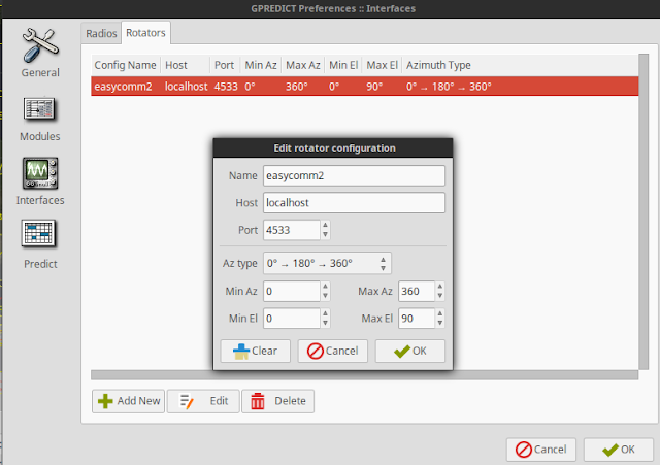 GPREDICT Preferences :: Interfaces
General
Modules
Interfaces
Predict
Radios Rotators
Config Name Host Port Min Az Max Az Min El Max El Azimuth Type
easycomm2 localhost 4533 0° 360° 0° 90° 0° → 180° → 360°
Edit rotator configuration
Name easycomm2
Host localhost
Port 4533
Az type 0° → 180° → 360°
Min Az 0 Max Az 360
Min El 0 Max El 90
Clear Cancel OK
Add New Edit Delete
Cancel OK